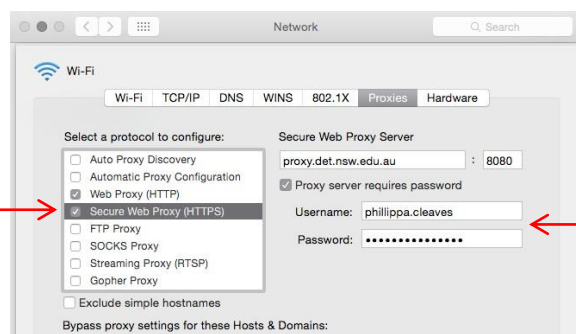 Network
Search
Wi-Fi
Wi-Fi TCP/IP DNS WINS 802.1X Proxies Hardware
Select a protocol to configure:
Auto Proxy Discovery
Automatic Proxy Configuration
Web Proxy (HTTP)
Secure Web Proxy (HTTPS)
FTP Proxy
SOCKS Proxy
Streaming Proxy (RTSP)
Gopher Proxy
Exclude simple hostnames
Secure Web Proxy Server
proxy.det.nsw.edu.au : 8080
Proxy server requires password
Username: phillippa.cleaves
Password: •••••••••••••••
Bypass proxy settings for these Hosts & Domains: